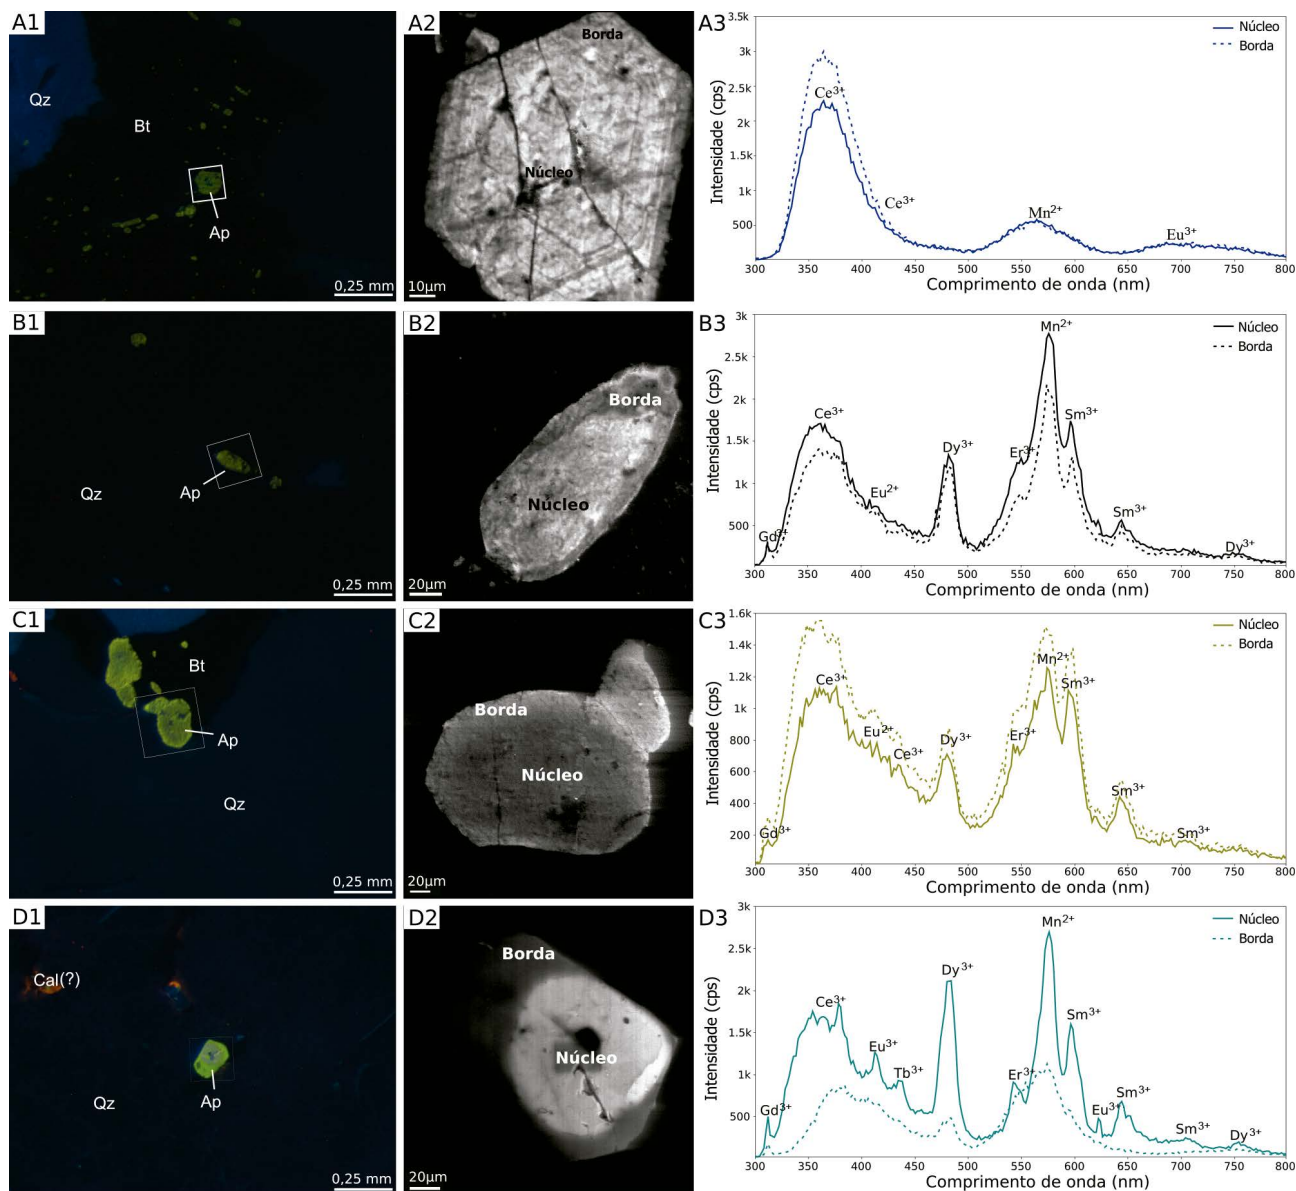 A1
Qz
Bt
Ap
0,25 mm
A2
Borda
Núcleo
10µm
A3
Núcleo
Borda
3.5k
3k
2.5k
2k
1.5k
1k
500
Intensidade (cps)
Ce³⁺
Ce³⁺
Mn²⁺
Eu³⁺
300 350 400 450 500 550 600 650 700 750 800
Comprimento de onda (nm)
B1
Qz
Ap
0,25 mm
B2
Borda
Núcleo
20µm
B3
Núcleo
Borda
3k
2.5k
2k
1.5k
1k
500
Intensidade (cps)
Gd³⁺
Ce³⁺
Eu²⁺
Dy³⁺
Er³⁺
Mn²⁺
Sm³⁺
Sm³⁺
Dy³⁺
300 350 400 450 500 550 600 650 700 750 800
Comprimento de onda (nm)
C1
Bt
Ap
Qz
0,25 mm
C2
Borda
Núcleo
20µm
C3
Núcleo
Borda
1.6k
1.4k
1.2k
1.0k
800
600
400
200
Intensidade (cps)
Gd³⁺
Ce³⁺
Eu²⁺
Ce³⁺
Dy³⁺
Er³⁺
Mn²⁺
Sm³⁺
Sm³⁺
Sm³⁺
300 350 400 450 500 550 600 650 700 750 800
Comprimento de onda (nm)
D1
Cal(?)
Qz
Ap
0,25 mm
D2
Borda
Núcleo
20µm
D3
Núcleo
Borda
3k
2.5k
2k
1.5k
1k
500
Intensidade (cps)
Gd³⁺
Ce³⁺
Eu³⁺
Tb³⁺
Dy³⁺
Er³⁺
Mn²⁺
Sm³⁺
Eu³⁺
Sm³⁺
Sm³⁺
Dy³⁺
300 350 400 450 500 550 600 650 700 750 800
Comprimento de onda (nm)